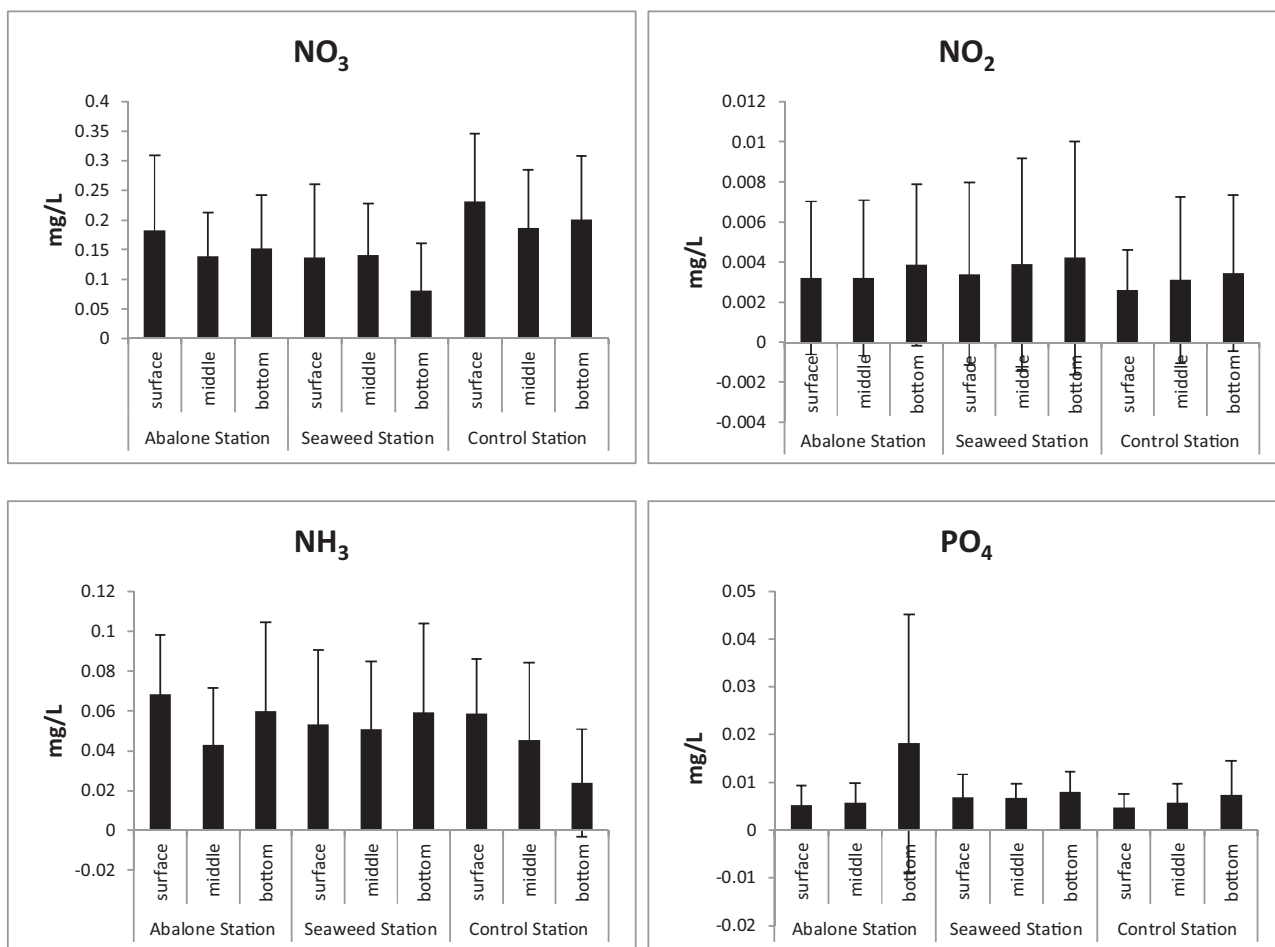 NO3
mg/L
0.4
0.35
0.3
0.25
0.2
0.15
0.1
0.05
0
surface
middle
bottom
surface
middle
bottom
surface
middle
bottom
Abalone Station
Seaweed Station
Control Station
NO2
mg/L
0.012
0.01
0.008
0.006
0.004
0.002
0
-0.002
-0.004
surface
middle
bottom
surface
middle
bottom
surface
middle
bottom
Abalone Station
Seaweed Station
Control Station
NH3
mg/L
0.12
0.1
0.08
0.06
0.04
0.02
0
-0.02
surface
middle
bottom
surface
middle
bottom
surface
middle
bottom
Abalone Station
Seaweed Station
Control Station
PO4
mg/L
0.05
0.04
0.03
0.02
0.01
0
-0.01
-0.02
surface
middle
bottom
surface
middle
bottom
surface
middle
bottom
Abalone Station
Seaweed Station
Control Station